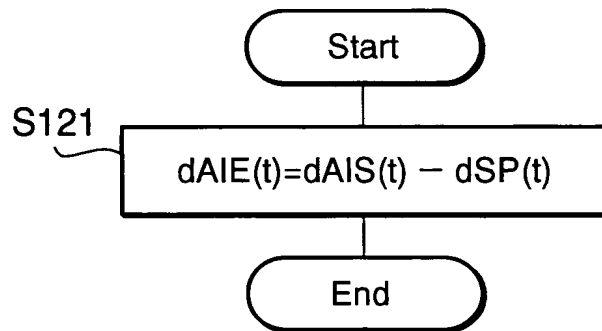 Start
S121
dAIE(t)=dAIS(t) − dSP(t)
End